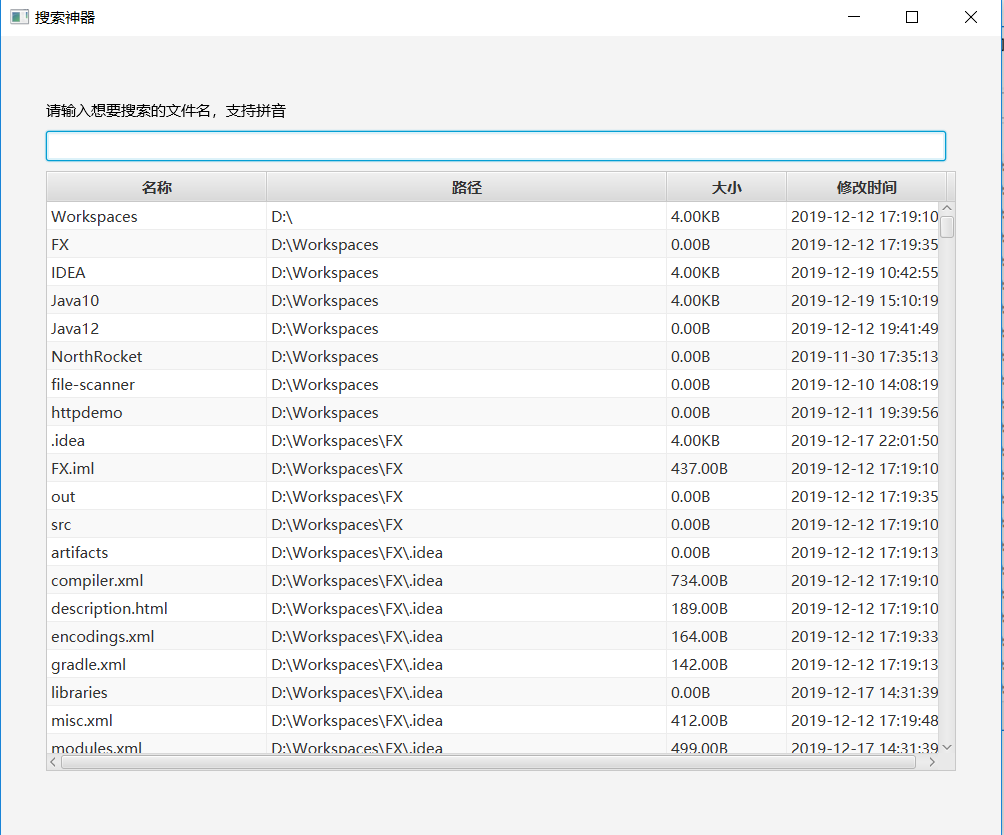 搜索神器
请输入想要搜索的文件名，支持拼音
名称 路径 大小 修改时间
Workspaces D:\ 4.00KB 2019-12-12 17:19:10
FX D:\Workspaces 0.00B 2019-12-12 17:19:35
IDEA D:\Workspaces 4.00KB 2019-12-19 10:42:55
Java10 D:\Workspaces 4.00KB 2019-12-19 15:10:19
Java12 D:\Workspaces 0.00B 2019-12-12 19:41:49
NorthRocket D:\Workspaces 0.00B 2019-11-30 17:35:13
file-scanner D:\Workspaces 0.00B 2019-12-10 14:08:19
httpdemo D:\Workspaces 0.00B 2019-12-11 19:39:56
.idea D:\Workspaces\FX 4.00KB 2019-12-17 22:01:50
FX.iml D:\Workspaces\FX 437.00B 2019-12-12 17:19:10
out D:\Workspaces\FX 0.00B 2019-12-12 17:19:35
src D:\Workspaces\FX 0.00B 2019-12-12 17:19:10
artifacts D:\Workspaces\FX\.idea 0.00B 2019-12-12 17:19:13
compiler.xml D:\Workspaces\FX\.idea 734.00B 2019-12-12 17:19:10
description.html D:\Workspaces\FX\.idea 189.00B 2019-12-12 17:19:10
encodings.xml D:\Workspaces\FX\.idea 164.00B 2019-12-12 17:19:33
gradle.xml D:\Workspaces\FX\.idea 142.00B 2019-12-12 17:19:13
libraries D:\Workspaces\FX\.idea 0.00B 2019-12-17 14:31:39
misc.xml D:\Workspaces\FX\.idea 412.00B 2019-12-12 17:19:48
modules.xml D:\Workspaces\FX\.idea 499.00B 2019-12-17 14:31:39